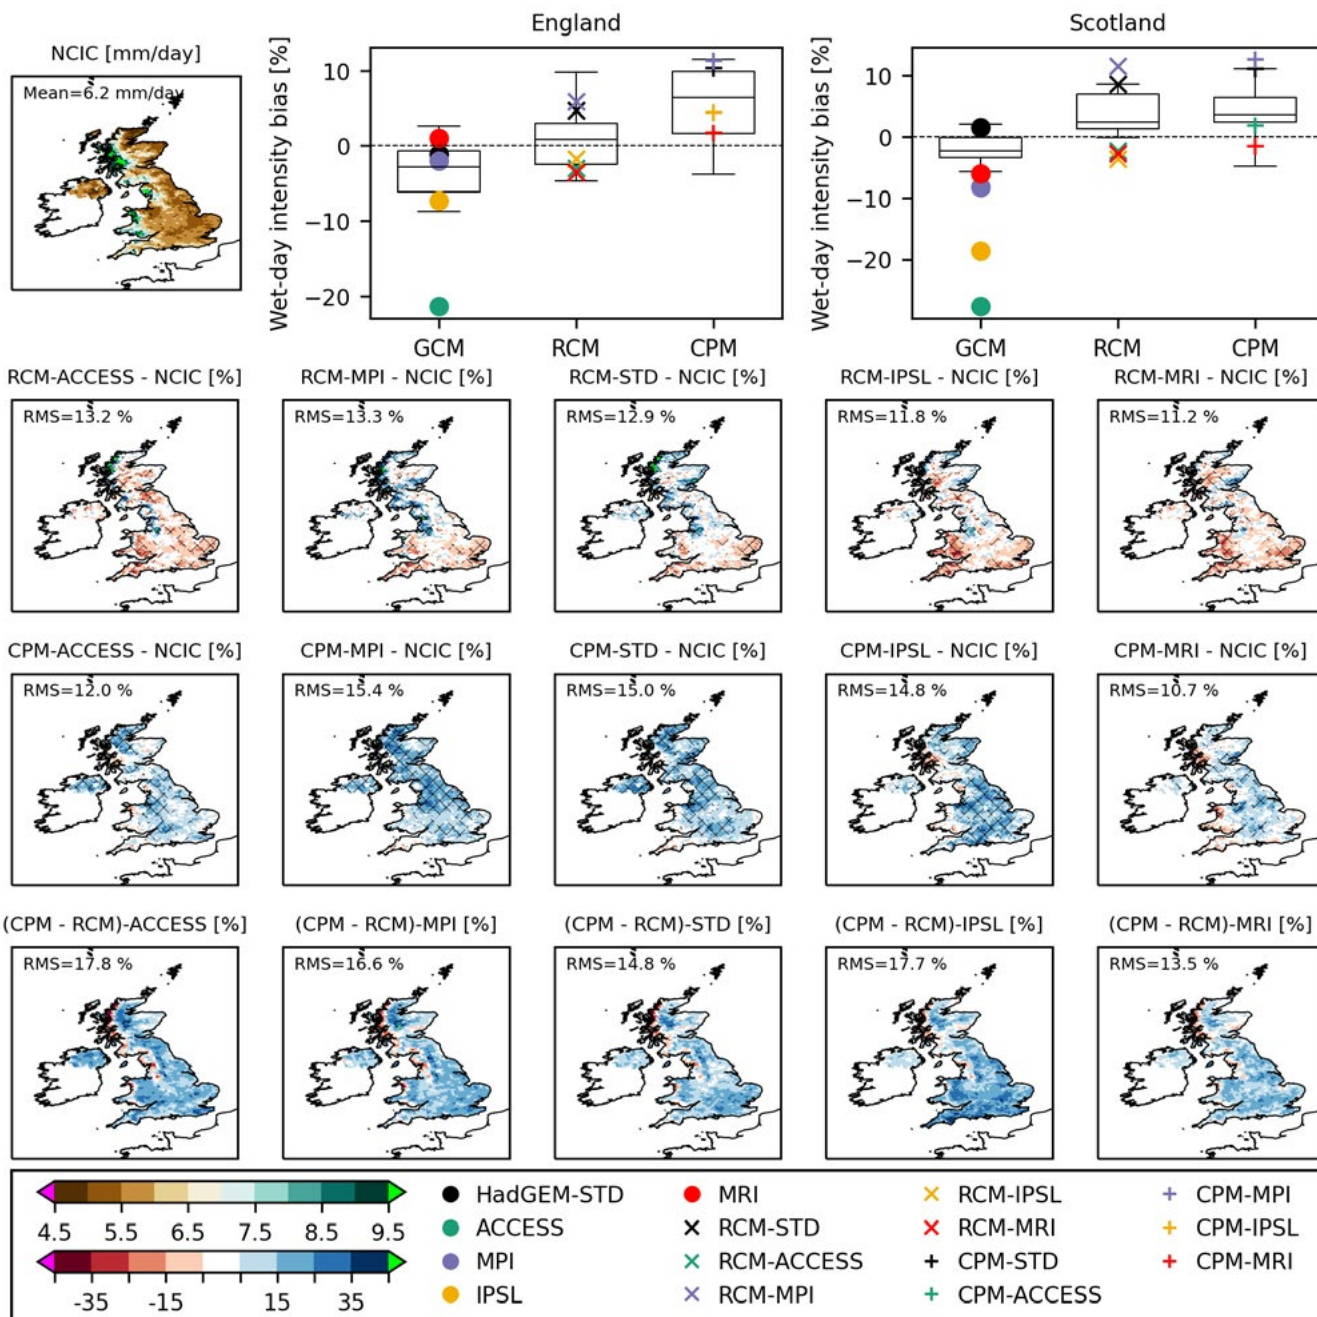 England
Scotland
NCIC [mm/day]
Mean=6.2 mm/day
Wet-day intensity bias [%]
10
0
−10
−20
GCM
RCM
CPM
Wet-day intensity bias [%]
10
0
−10
−20
GCM
RCM
CPM
RCM-ACCESS - NCIC [%]
RCM-MPI - NCIC [%]
RCM-STD - NCIC [%]
RCM-IPSL - NCIC [%]
RCM-MRI - NCIC [%]
RMS=13.2 %
RMS=13.3 %
RMS=12.9 %
RMS=11.8 %
RMS=11.2 %
CPM-ACCESS - NCIC [%]
CPM-MPI - NCIC [%]
CPM-STD - NCIC [%]
CPM-IPSL - NCIC [%]
CPM-MRI - NCIC [%]
RMS=12.0 %
RMS=15.4 %
RMS=15.0 %
RMS=14.8 %
RMS=10.7 %
(CPM - RCM)-ACCESS [%]
(CPM - RCM)-MPI [%]
(CPM - RCM)-STD [%]
(CPM - RCM)-IPSL [%]
(CPM - RCM)-MRI [%]
RMS=17.8 %
RMS=16.6 %
RMS=14.8 %
RMS=17.7 %
RMS=13.5 %
4.5 5.5 6.5 7.5 8.5 9.5
-35 -15 15 35
HadGEM-STD
ACCESS
MPI
IPSL
MRI
RCM-STD
RCM-ACCESS
RCM-MPI
RCM-IPSL
RCM-MRI
CPM-STD
CPM-ACCESS
CPM-MPI
CPM-IPSL
CPM-MRI